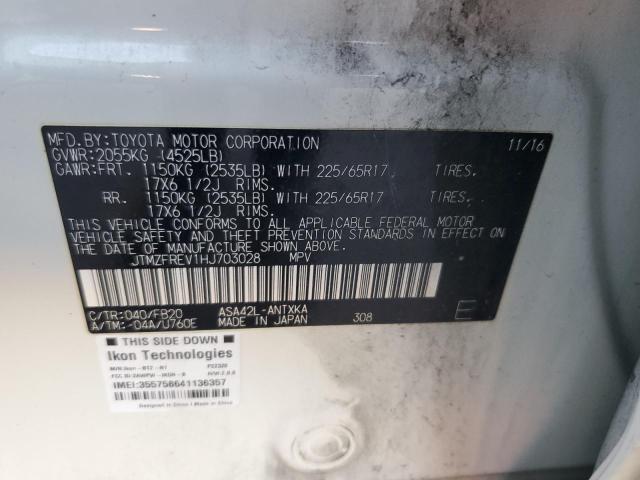 MFD.BY:TOYOTA MOTOR CORPORATION 11/16
GVWR:2055KG (4525LB)
GAWR:FRT. 1150KG (2535LB) WITH 225/65R17 TIRES.
17X6 1/2J RIMS.
RR. 1150KG (2535LB) WITH 225/65R17 TIRES.
17X6 1/2J RIMS.
THIS VEHICLE CONFORMS TO ALL APPLICABLE FEDERAL MOTOR
VEHICLE SAFETY AND THEFT PREVENTION STANDARDS IN EFFECT ON
THE DATE OF MANUFACTURE SHOWN ABOVE.
JTMZFREV1HJ703028 MPV
C/TR:040/FB20 ASA42L-ANTXKA
A/TM:-04A/U760E MADE IN JAPAN 308 E
THIS SIDE DOWN
Ikon Technologies
IMEI:355758641136357